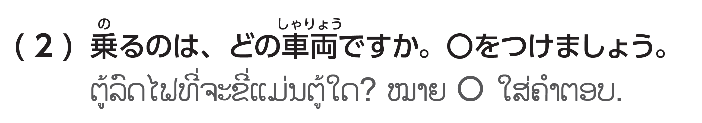 (2) 乗るのは、どの車両ですか。○をつけましょう。
ຕູ້ລົດໄຟທີ່ຈະຂີ່ແມ່ນຕູ້ໃດ? ໝາຍ ○ ໃສ່ຄຳຕອບ.